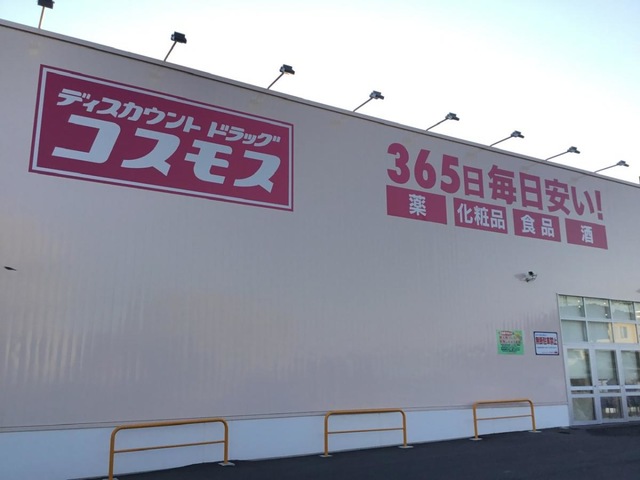 ディスカウント ドラッグ
コスモス
365日毎日安い!
薬 化粧品 食品 酒